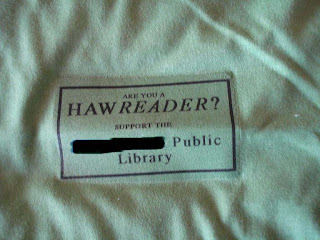 ARE YOU A
HAWREADER?
SUPPORT THE
Public
Library